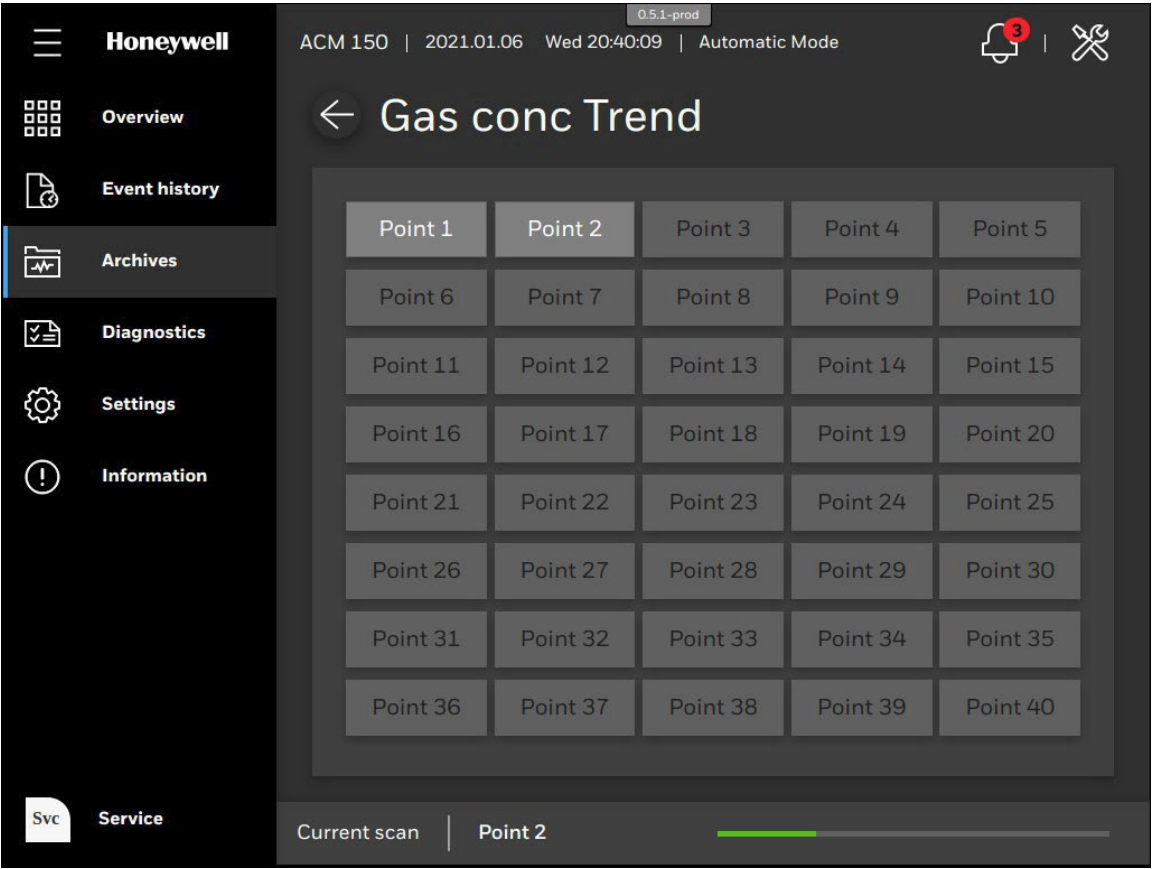 0.5.1-prod
Honeywell
ACM 150 | 2021.01.06 Wed 20:40:09 | Automatic Mode
3
Overview
Event history
Archives
Diagnostics
Settings
Information
Svc Service
Gas conc Trend
Point 1 Point 2 Point 3 Point 4 Point 5
Point 6 Point 7 Point 8 Point 9 Point 10
Point 11 Point 12 Point 13 Point 14 Point 15
Point 16 Point 17 Point 18 Point 19 Point 20
Point 21 Point 22 Point 23 Point 24 Point 25
Point 26 Point 27 Point 28 Point 29 Point 30
Point 31 Point 32 Point 33 Point 34 Point 35
Point 36 Point 37 Point 38 Point 39 Point 40
Current scan | Point 2